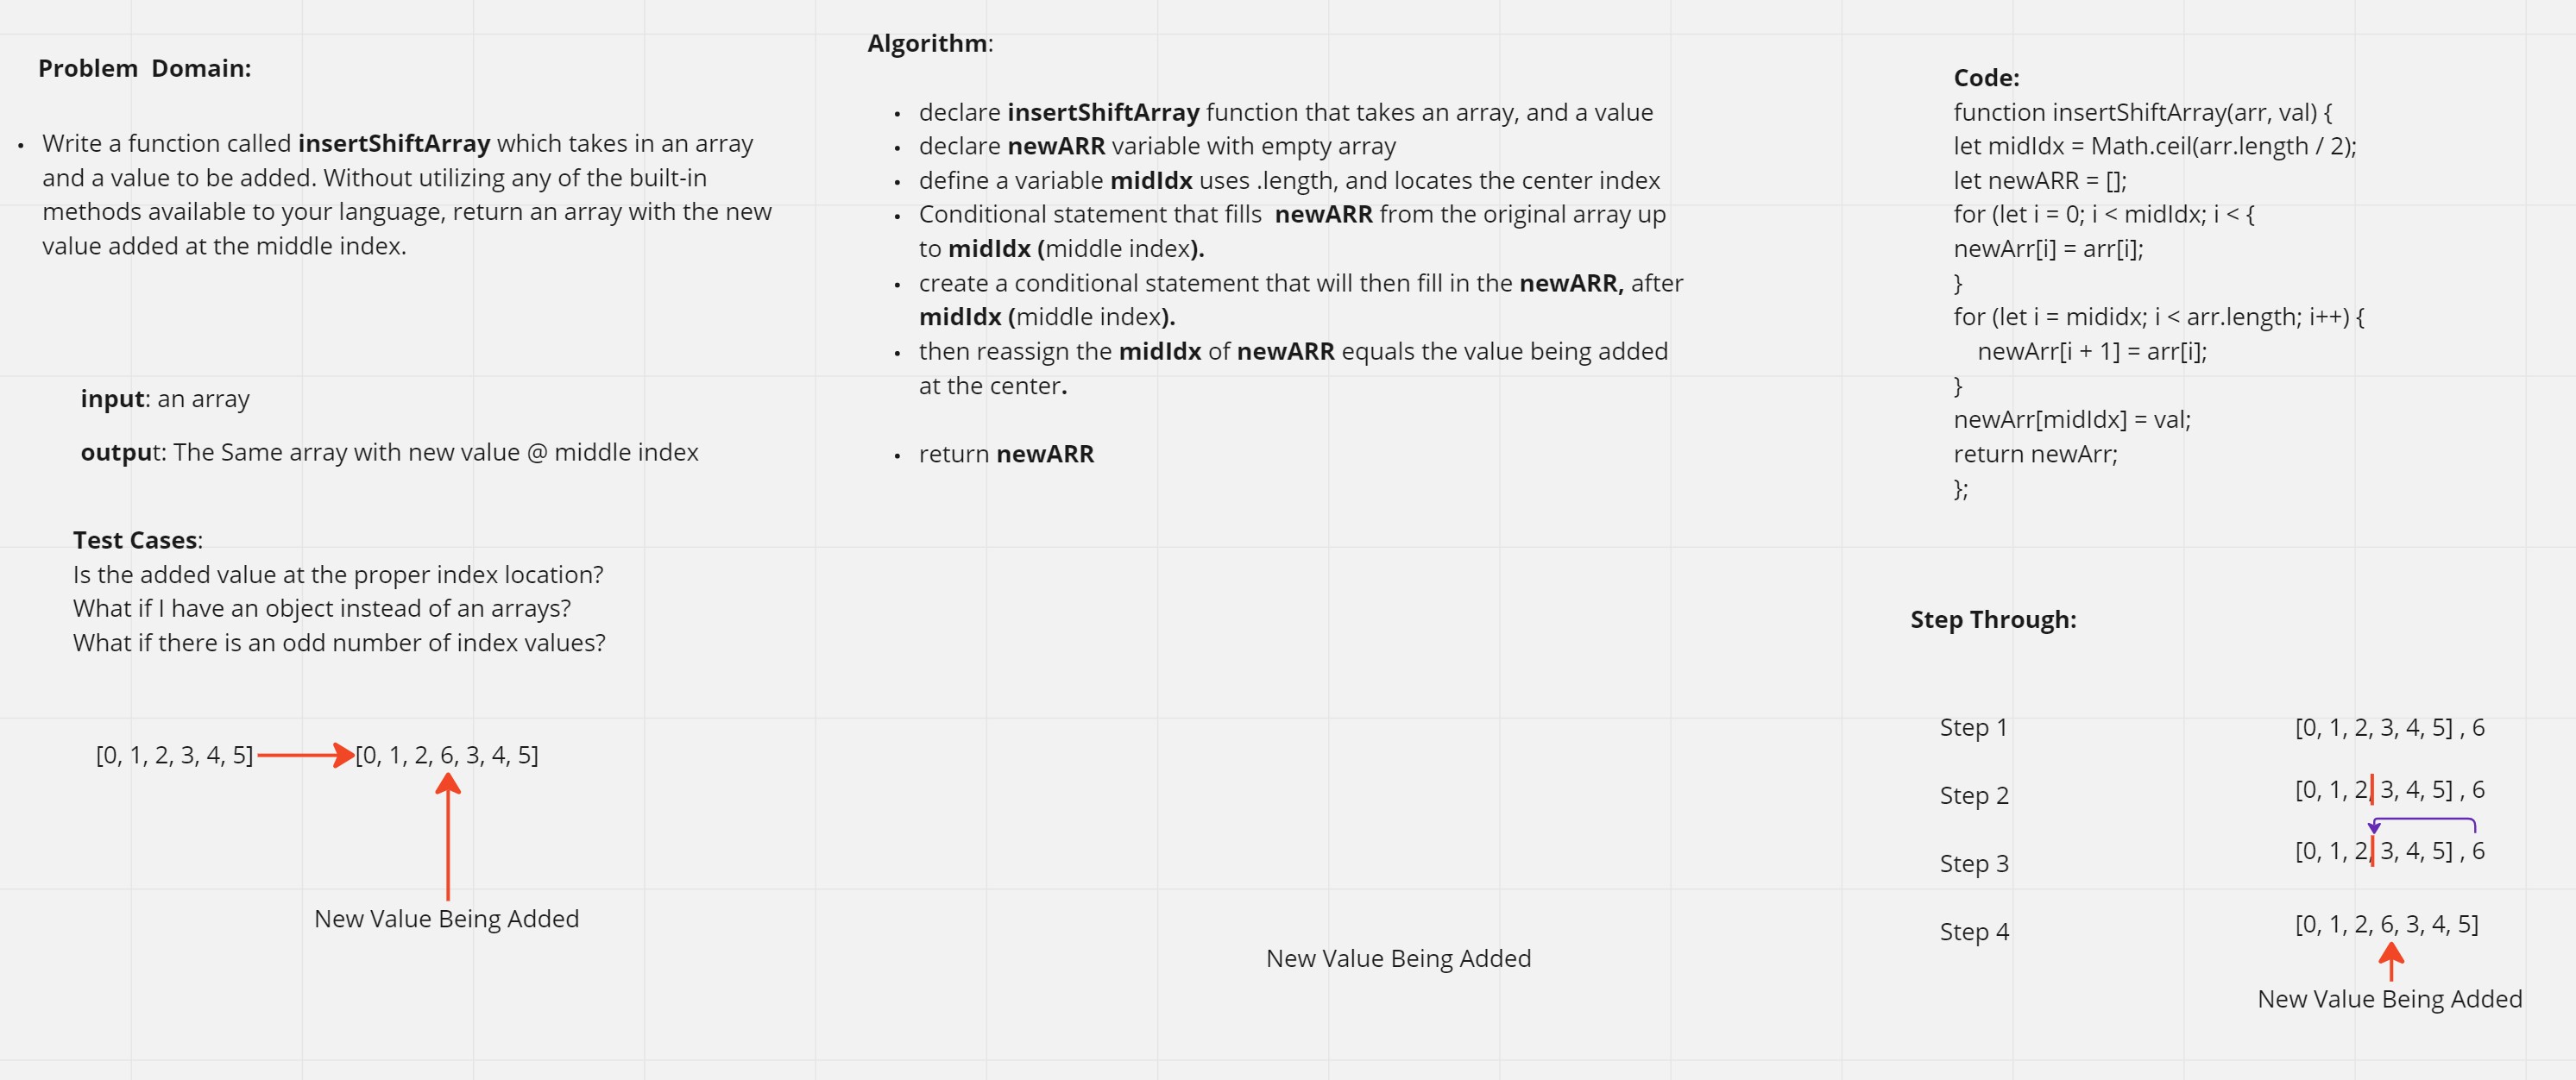 Problem  Domain:
• Write a function called insertShiftArray which takes in an array
and a value to be added. Without utilizing any of the built-in
methods available to your language, return an array with the new
value added at the middle index.
input: an array
output: The Same array with new value @ middle index
Test Cases:
Is the added value at the proper index location?
What if I have an object instead of an arrays?
What if there is an odd number of index values?
[0, 1, 2, 3, 4, 5]
[0, 1, 2, 6, 3, 4, 5]
New Value Being Added
Algorithm:
• declare insertShiftArray function that takes an array, and a value
• declare newARR variable with empty array
• define a variable midIdx uses .length, and locates the center index
• Conditional statement that fills  newARR from the original array up
to midIdx (middle index).
• create a conditional statement that will then fill in the newARR, after
midIdx (middle index).
• then reassign the midIdx of newARR equals the value being added
at the center.
• return newARR
New Value Being Added
Code:
function insertShiftArray(arr, val) {
let midIdx = Math.ceil(arr.length / 2);
let newARR = [];
for (let i = 0; i < midIdx; i < {
newArr[i] = arr[i];
}
for (let i = mididx; i < arr.length; i++) {
newArr[i + 1] = arr[i];
}
newArr[midIdx] = val;
return newArr;
};
Step Through:
Step 1
[0, 1, 2, 3, 4, 5] , 6
Step 2
[0, 1, 2, 3, 4, 5] , 6
Step 3
[0, 1, 2, 3, 4, 5] , 6
Step 4
[0, 1, 2, 6, 3, 4, 5]
New Value Being Added